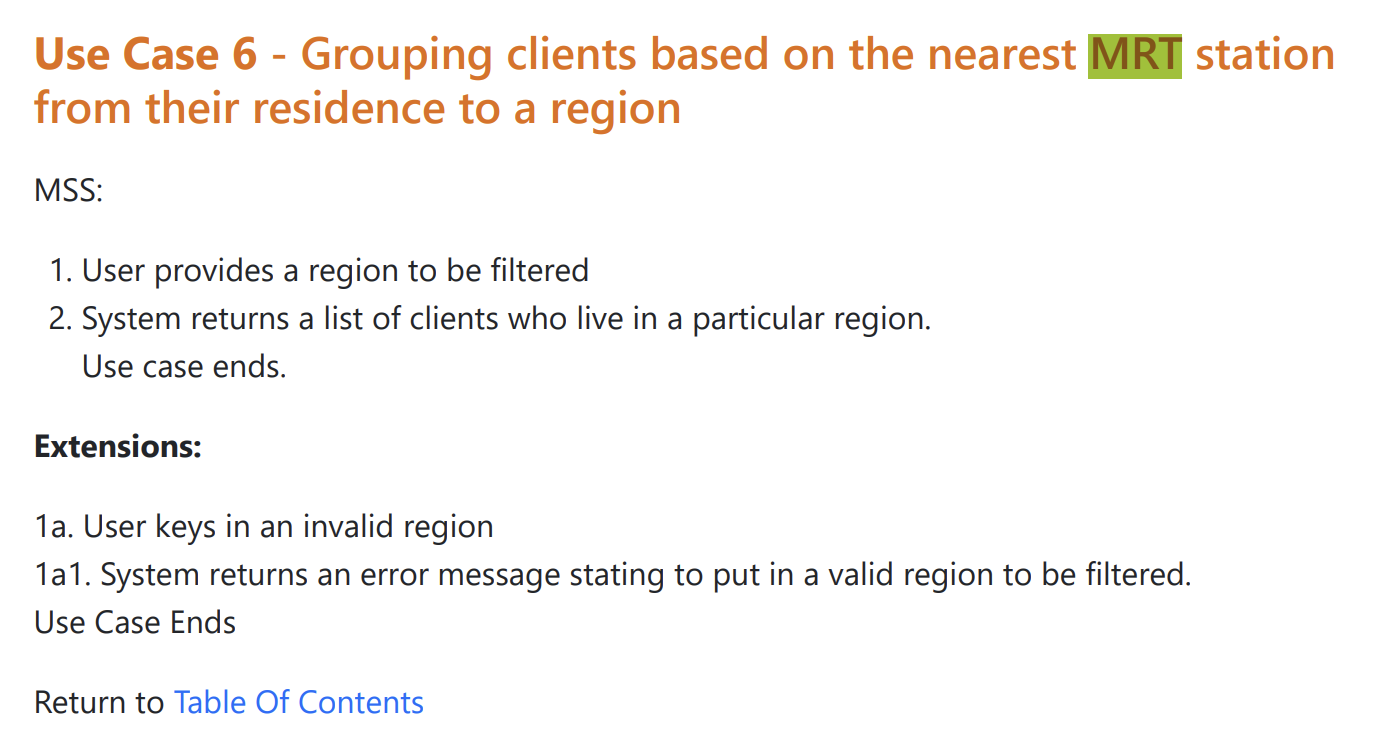 Use Case 6 - Grouping clients based on the nearest MRT station
from their residence to a region
MSS:
1. User provides a region to be filtered
2. System returns a list of clients who live in a particular region.
Use case ends.
Extensions:
1a. User keys in an invalid region
1a1. System returns an error message stating to put in a valid region to be filtered.
Use Case Ends
Return to Table Of Contents